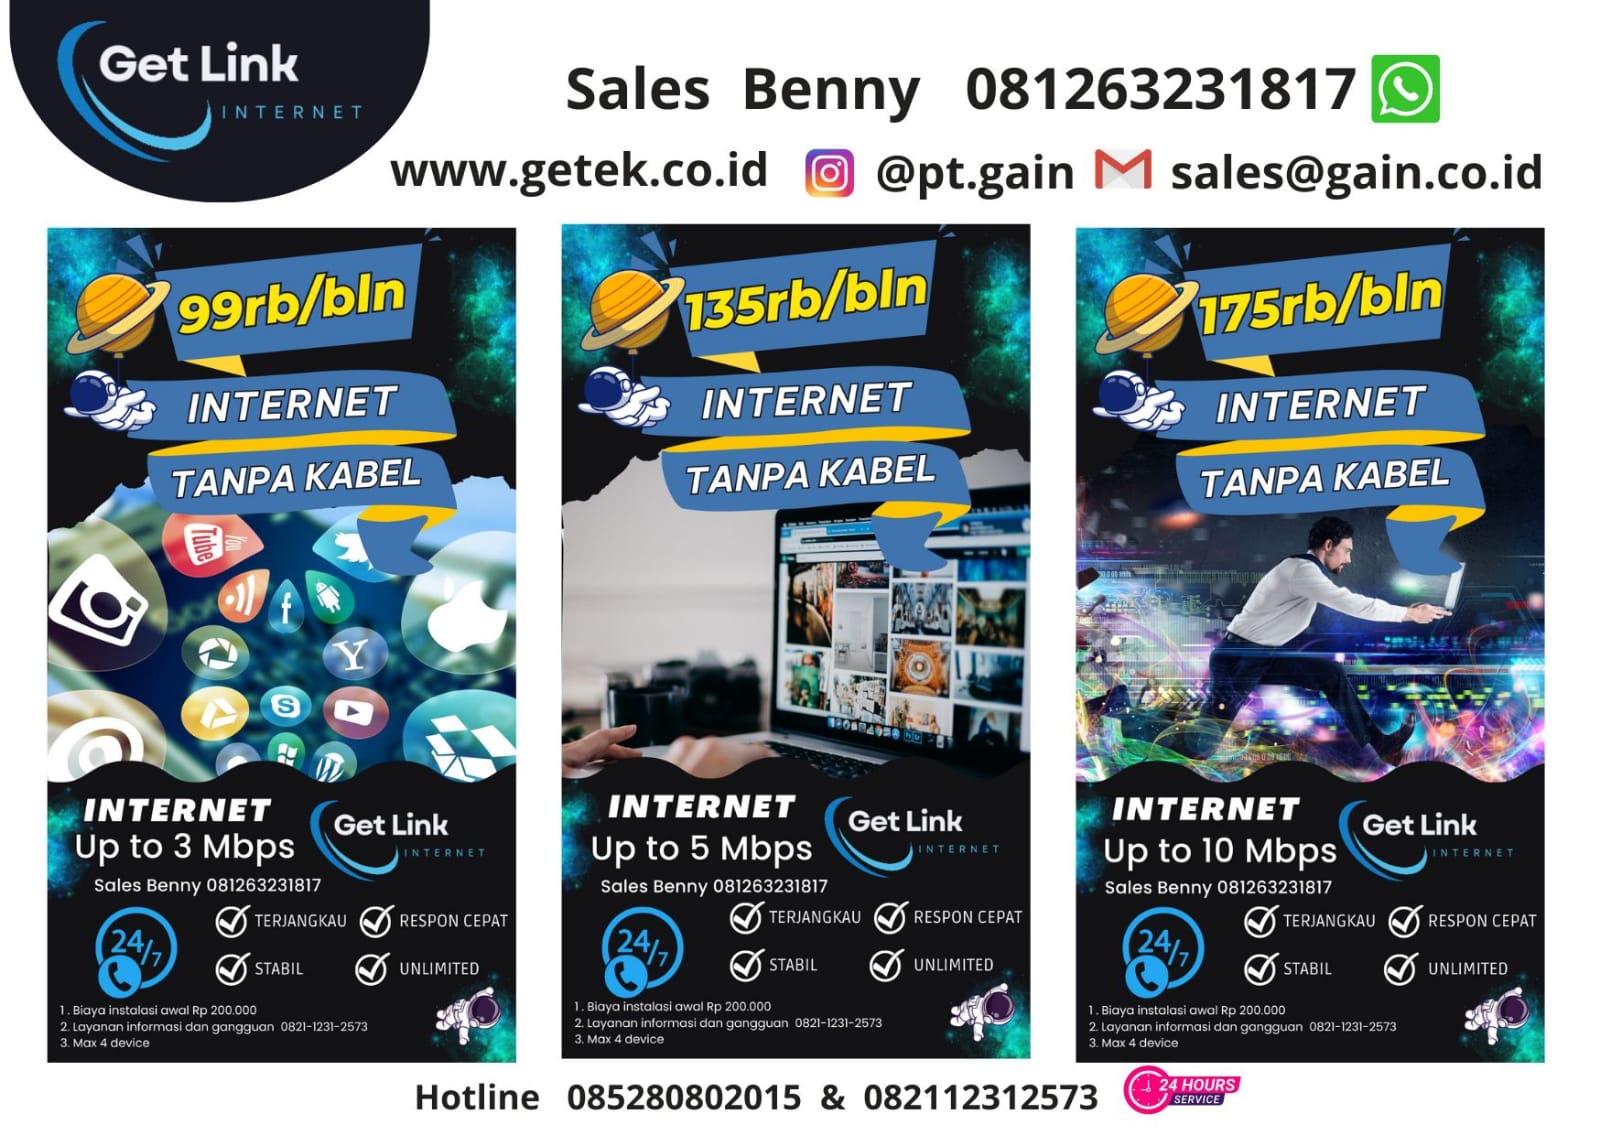 Get Link
INTERNET
Sales Benny 081263231817
www.getek.co.id @pt.gain sales@gain.co.id
99rb/bln
INTERNET
TANPA KABEL
You
Tube
INTERNET
Up to 3 Mbps
Get Link
INTERNET
Sales Benny 081263231817
24/7
TERJANGKAU RESPON CEPAT
STABIL UNLIMITED
1. Biaya instalasi awal Rp 200.000
2. Layanan informasi dan gangguan 0821-1231-2573
3. Max 4 device
135rb/bln
INTERNET
TANPA KABEL
INTERNET
Up to 5 Mbps
Get Link
INTERNET
Sales Benny 081263231817
24/7
TERJANGKAU RESPON CEPAT
STABIL UNLIMITED
1. Biaya instalasi awal Rp 200.000
2. Layanan informasi dan gangguan 0821-1231-2573
3. Max 4 device
175rb/bln
INTERNET
TANPA KABEL
INTERNET
Up to 10 Mbps
Get Link
INTERNET
Sales Benny 081263231817
24/7
TERJANGKAU RESPON CEPAT
STABIL UNLIMITED
1. Biaya instalasi awal Rp 200.000
2. Layanan informasi dan gangguan 0821-1231-2573
3. Max 4 device
Hotline 085280802015 & 082112312573
24 HOURS
SERVICE